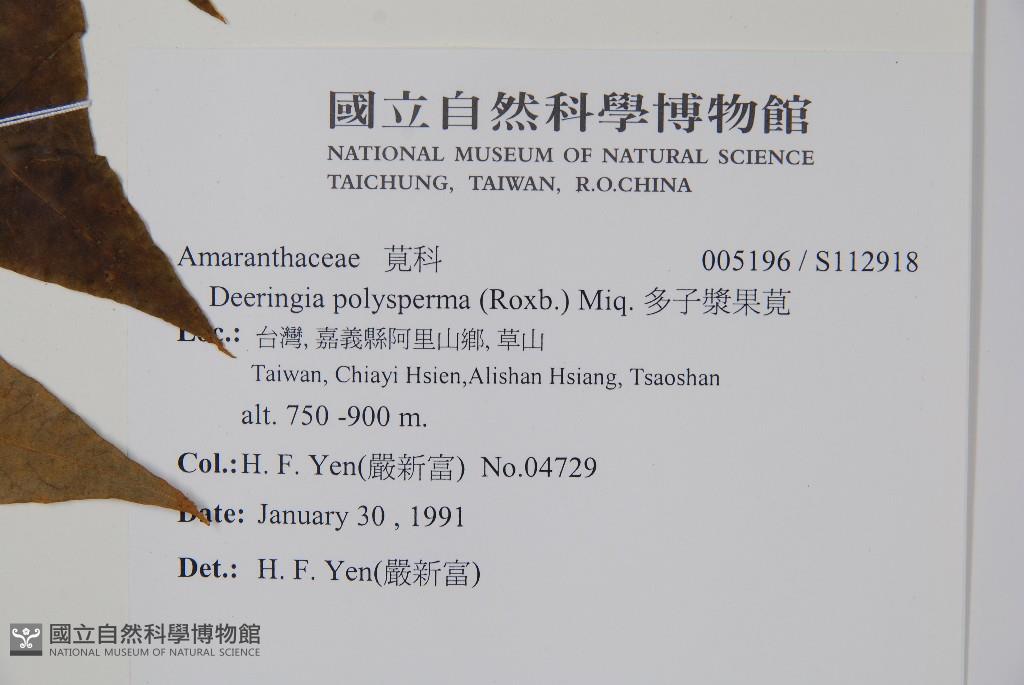 國立自然科學博物館
NATIONAL MUSEUM OF NATURAL SCIENCE
TAICHUNG, TAIWAN, R.O.CHINA
Amaranthaceae 莧科 005196 / S112918
Deeringia polysperma (Roxb.) Miq. 多子漿果莧
Loc.: 台灣, 嘉義縣阿里山鄉, 草山
Taiwan, Chiayi Hsien,Alishan Hsiang, Tsaoshan
alt. 750 -900 m.
Col.:H. F. Yen(嚴新富) No.04729
Date: January 30 , 1991
Det.: H. F. Yen(嚴新富)
國立自然科學博物館
NATIONAL MUSEUM OF NATURAL SCIENCE